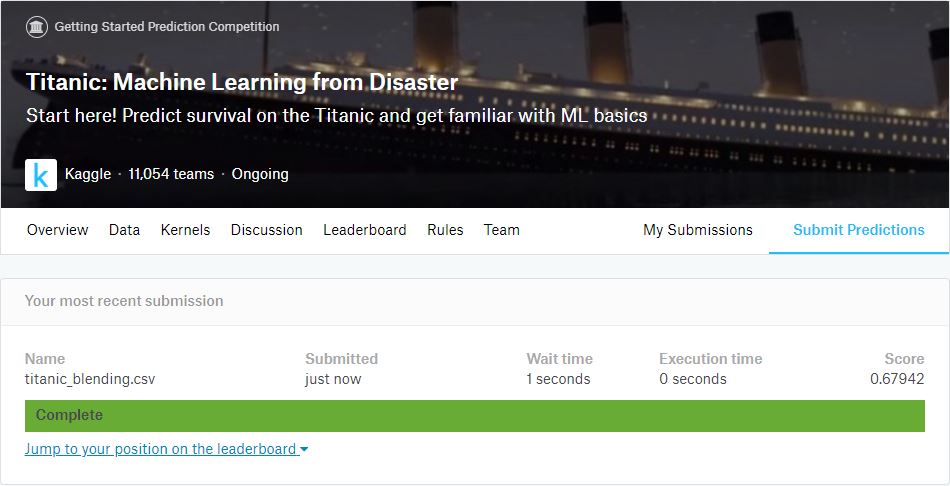 Getting Started Prediction Competition
Titanic: Machine Learning from Disaster
Start here! Predict survival on the Titanic and get familiar with ML basics
k Kaggle · 11,054 teams · Ongoing
Overview Data Kernels Discussion Leaderboard Rules Team My Submissions Submit Predictions
Your most recent submission
Name Submitted Wait time Execution time Score
titanic_blending.csv just now 1 seconds 0 seconds 0.67942
Complete
Jump to your position on the leaderboard